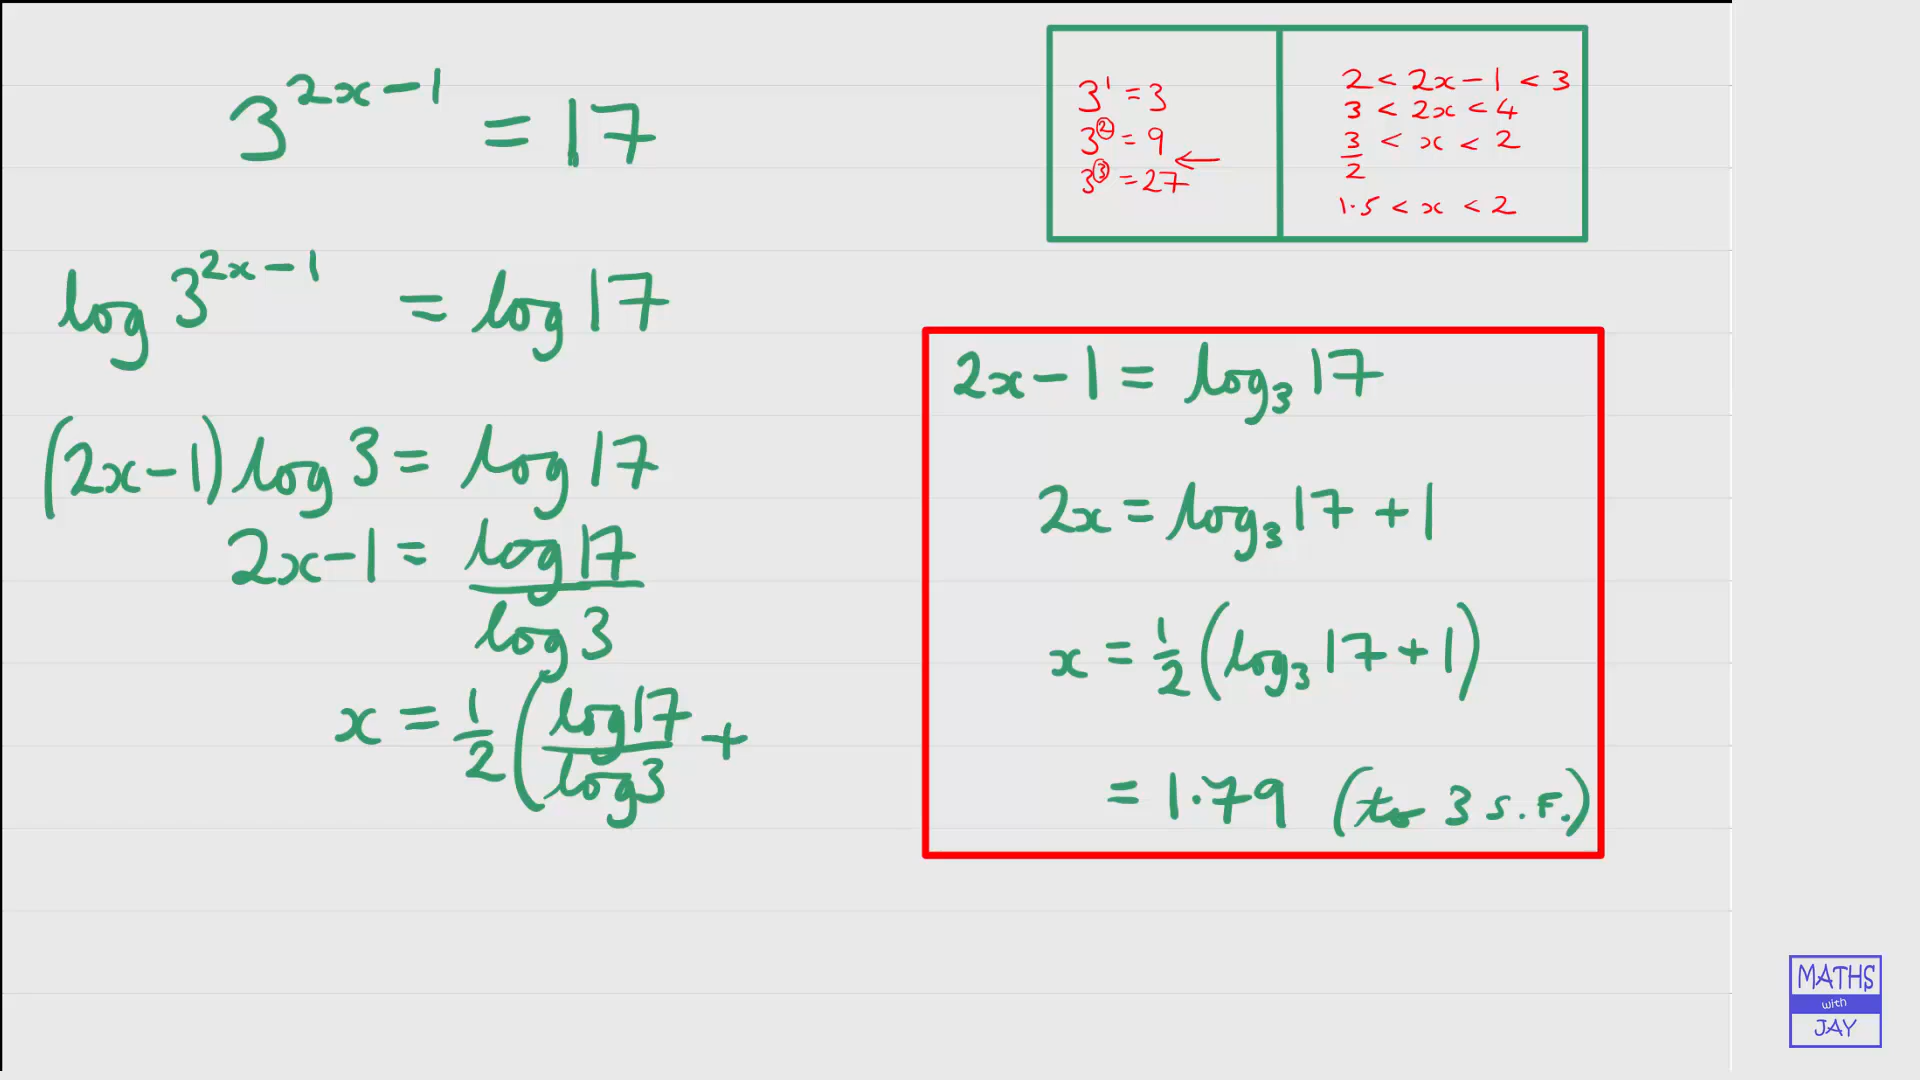 3^{2x-1} = 17
3^1 = 3
3^2 = 9
3^3 = 27
2 < 2x - 1 < 3
3 < 2x < 4
3/2 < x < 2
1.5 < x < 2
log 3^{2x-1} = log 17
(2x-1) log 3 = log 17
2x-1 = log 17 / log 3
x = 1/2 ( log 17 / log 3 +
2x - 1 = log_3 17
2x = log_3 17 + 1
x = 1/2 (log_3 17 + 1)
= 1.79 (to 3 s.F.)
MATHS
with
JAY